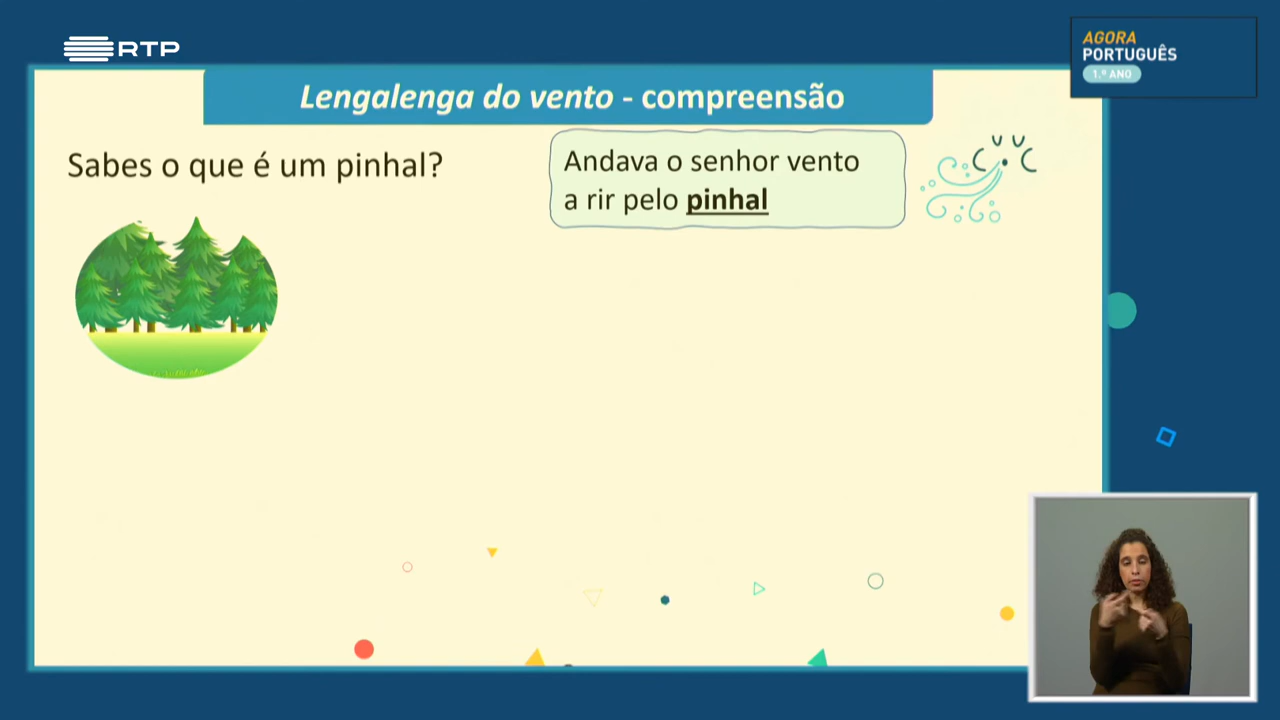 RTP
AGORA
PORTUGUÊS
1.º ANO
Lengalenga do vento - compreensão
Sabes o que é um pinhal?
Andava o senhor vento
a rir pelo pinhal